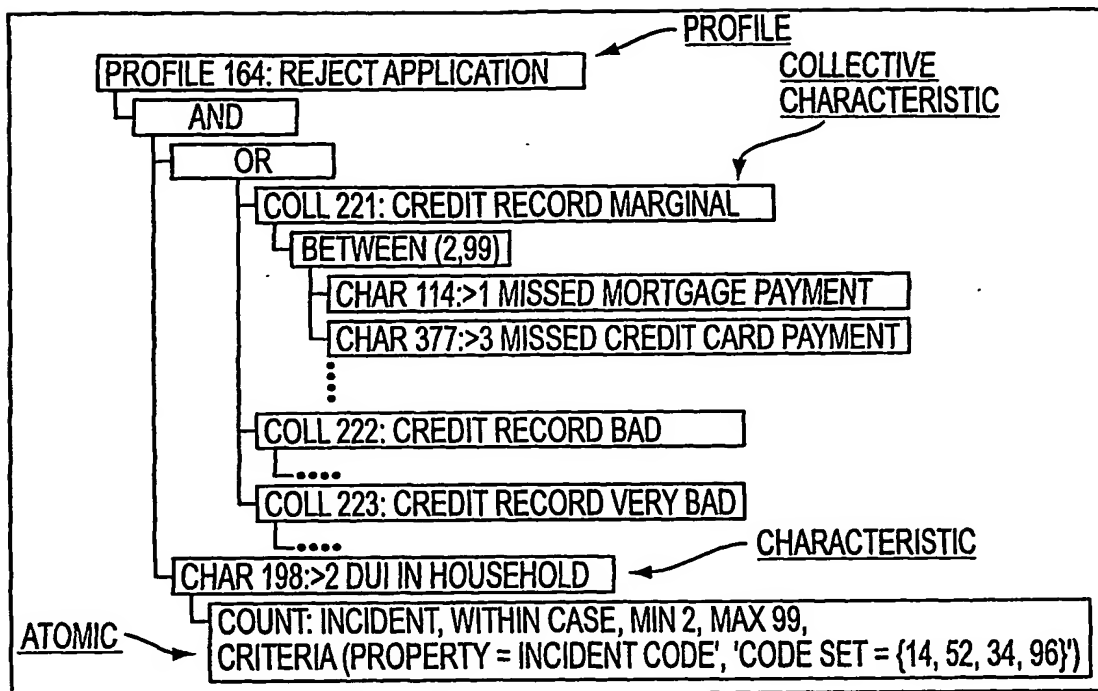 PROFILE
PROFILE 164: REJECT APPLICATION
COLLECTIVE
CHARACTERISTIC
AND
OR
COLL 221: CREDIT RECORD MARGINAL
BETWEEN (2,99)
CHAR 114:>1 MISSED MORTGAGE PAYMENT
CHAR 377:>3 MISSED CREDIT CARD PAYMENT
COLL 222: CREDIT RECORD BAD
COLL 223: CREDIT RECORD VERY BAD
CHARACTERISTIC
CHAR 198:>2 DUI IN HOUSEHOLD
ATOMIC
COUNT: INCIDENT, WITHIN CASE, MIN 2, MAX 99,
CRITERIA (PROPERTY = INCIDENT CODE', 'CODE SET = {14, 52, 34, 96}')